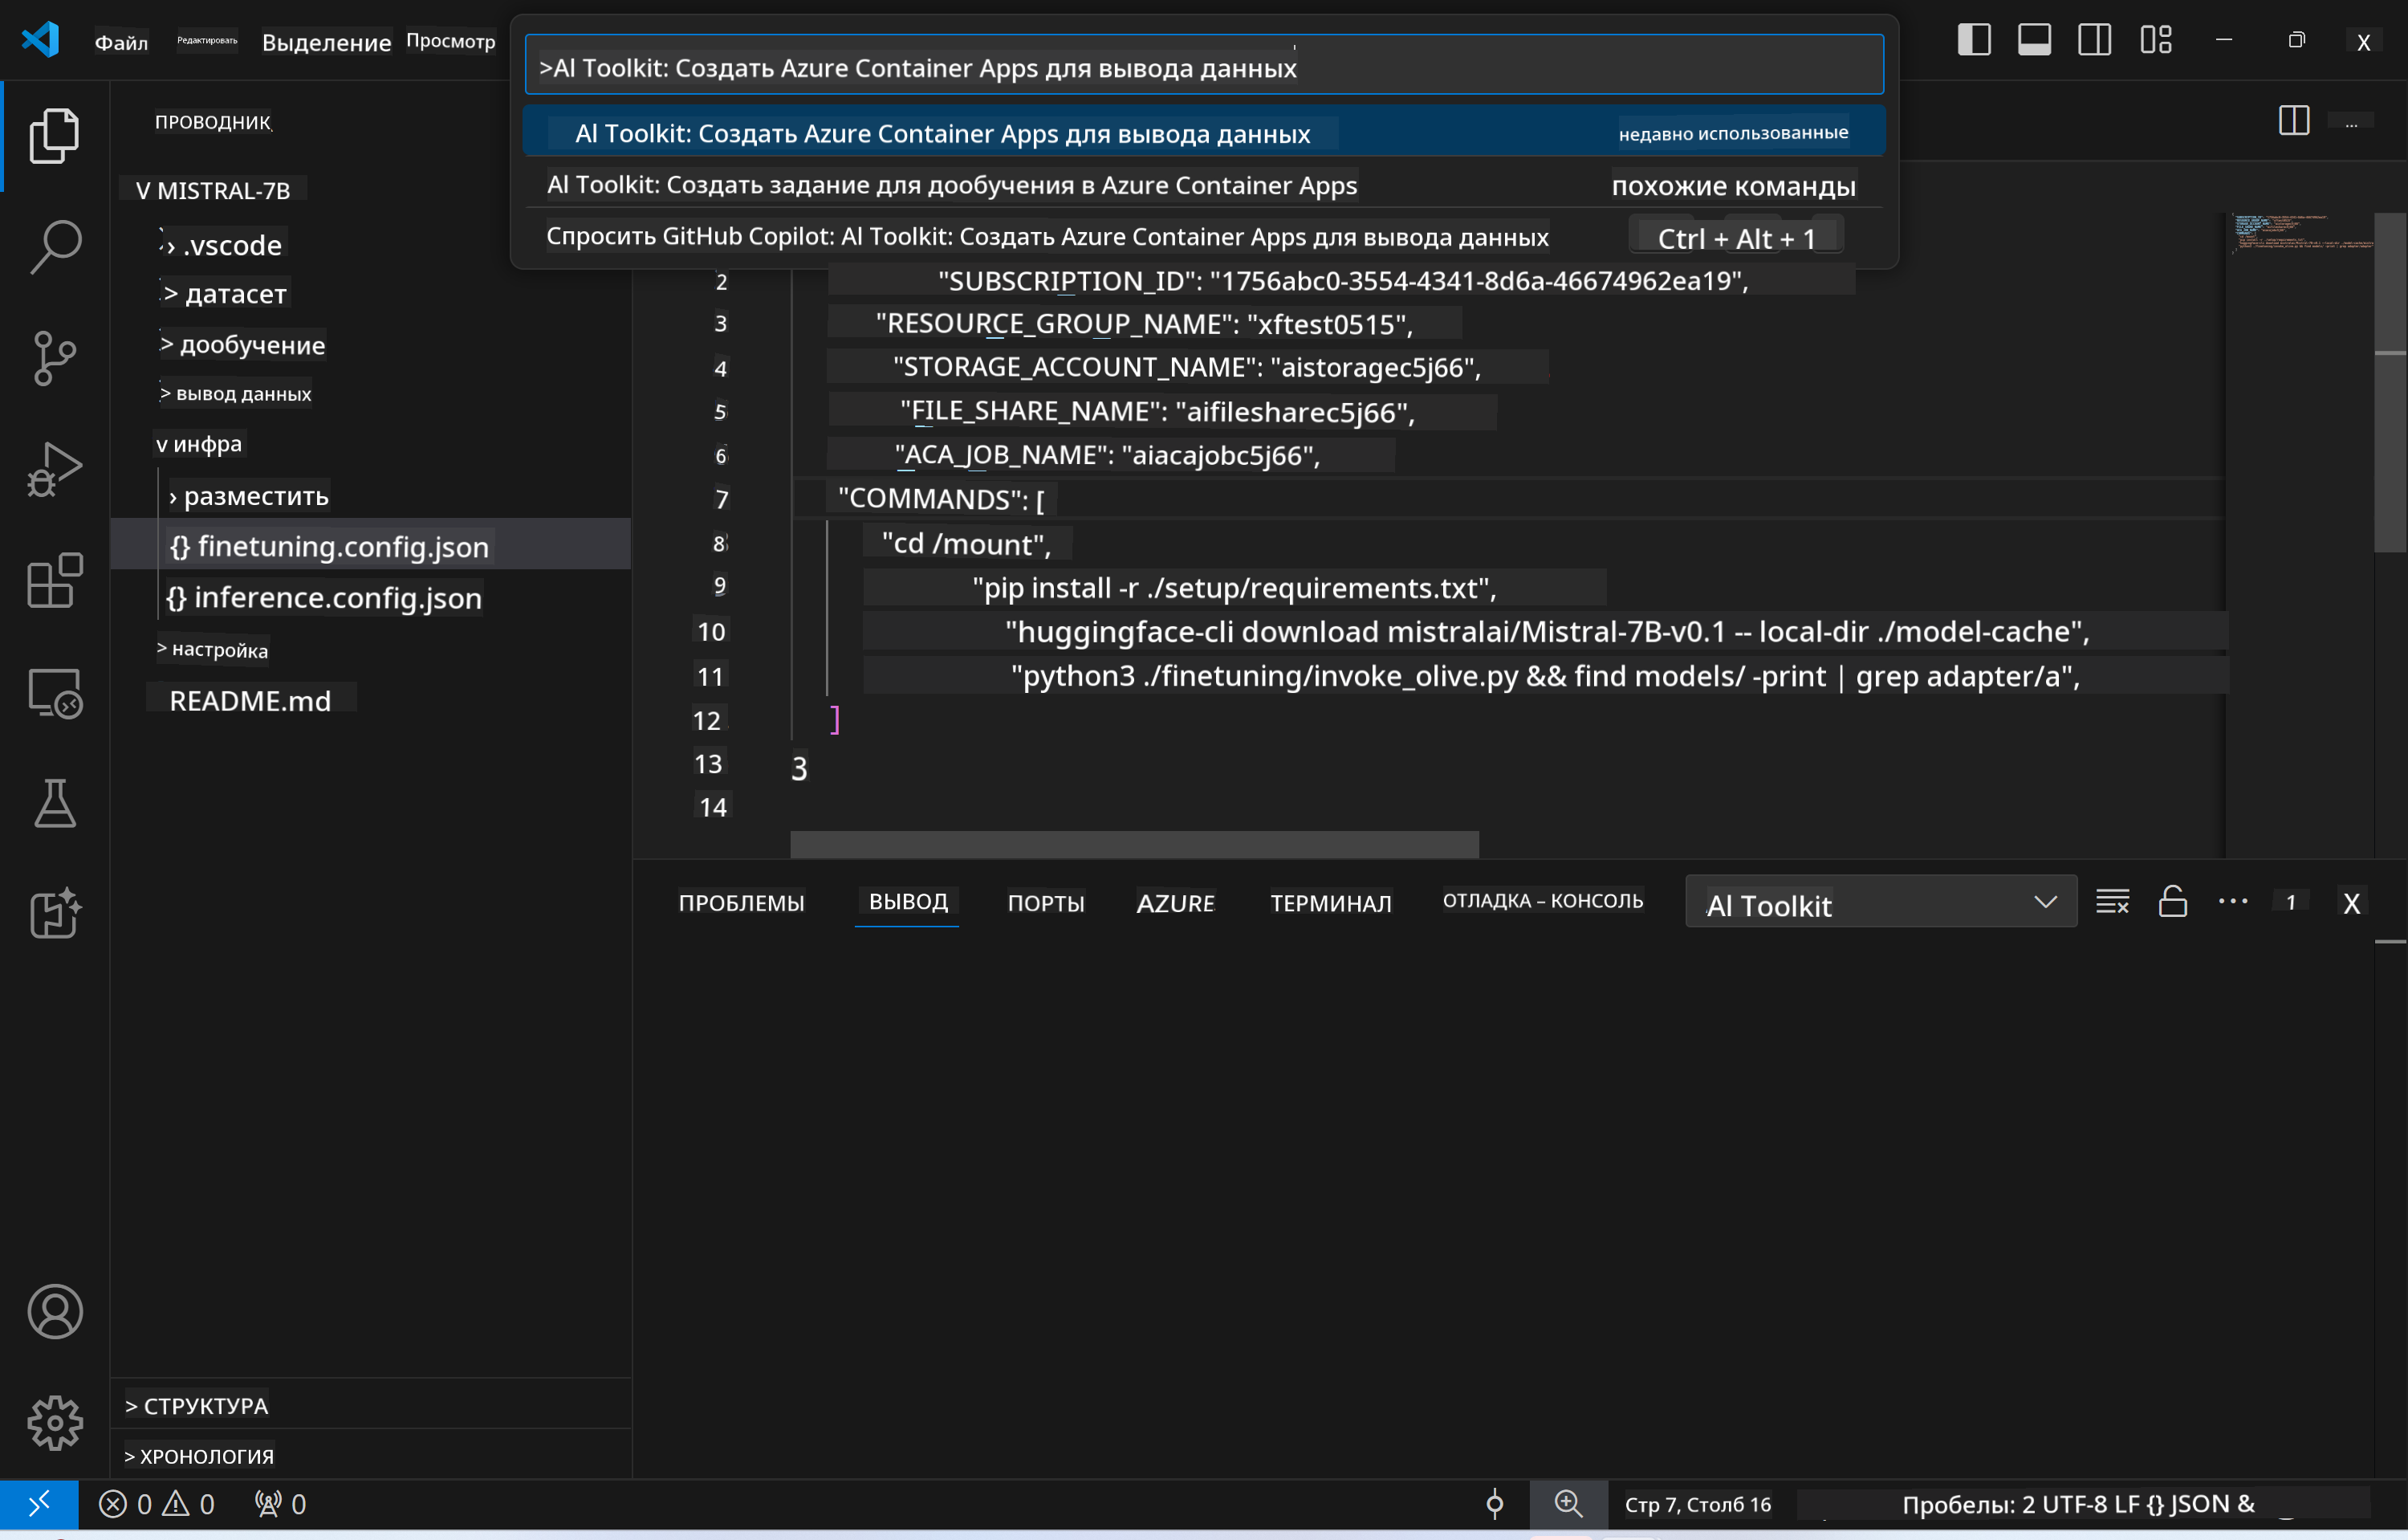 Файл Редактировать Выделение Просмотр
>AI Toolkit: Создать Azure Container Apps для вывода данных
AI Toolkit: Создать Azure Container Apps для вывода данных недавно использованные
AI Toolkit: Создать задание для дообучения в Azure Container Apps похожие команды
Спросить GitHub Copilot: AI Toolkit: Создать Azure Container Apps для вывода данных Ctrl + Alt + 1
X
...
ПРОВОДНИК
V MISTRAL-7B
> .vscode
> датасет
> дообучение
> вывод данных
v инфра
> разместить
{} finetuning.config.json
{} inference.config.json
> настройка
README.md
> СТРУКТУРА
> ХРОНОЛОГИЯ
2 "SUBSCRIPTION_ID": "1756abc0-3554-4341-8d6a-46674962ea19",
3 "RESOURCE_GROUP_NAME": "xftest0515",
4 "STORAGE_ACCOUNT_NAME": "aistoragec5j66",
5 "FILE_SHARE_NAME": "aifilesharec5j66",
6 "ACA_JOB_NAME": "aiacajobc5j66",
7 "COMMANDS": [
8 "cd /mount",
9 "pip install -r ./setup/requirements.txt",
10 "huggingface-cli download mistralai/Mistral-7B-v0.1 -- local-dir ./model-cache",
11 "python3 ./finetuning/invoke_olive.py && find models/ -print | grep adapter/a",
12 ]
13 3
14
ПРОБЛЕМЫ ВЫВОД ПОРТЫ AZURE ТЕРМИНАЛ ОТЛАДКА – КОНСОЛЬ AI Toolkit ... 1 X
0 0 0 Стр 7, Столб 16 Пробелы: 2 UTF-8 LF {} JSON &